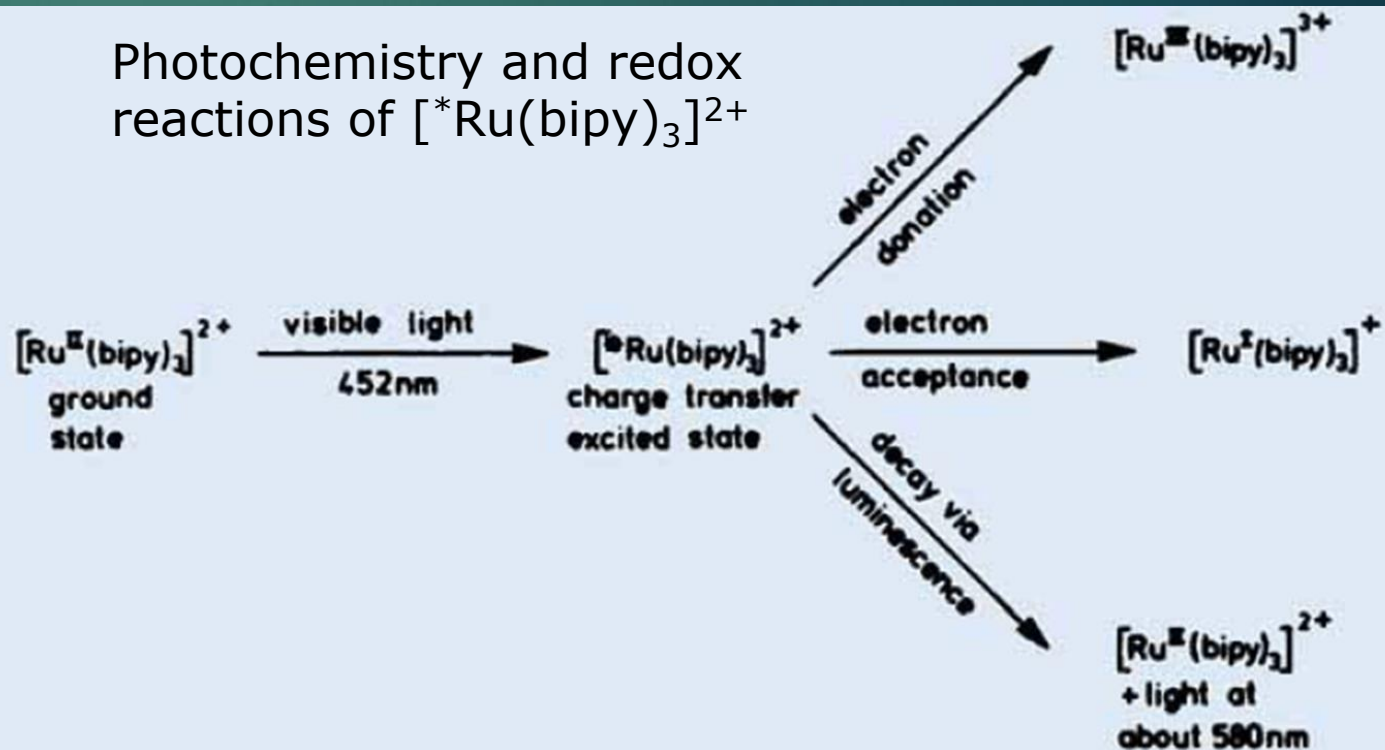 Photochemistry and redox
reactions of [*Ru(bipy)₃]²⁺
[Ruᴵᴵᴵ(bipy)₃]³⁺
electron
donation
[Ruᴵᴵ(bipy)₃]²⁺
ground
state
visible light
452nm
[*Ru(bipy)₃]²⁺
charge transfer
excited state
electron
acceptance
[Ruᴵ(bipy)₃]⁺
decay via
luminescence
[Ruᴵᴵ(bipy)₃]²⁺
+ light at
about 580nm